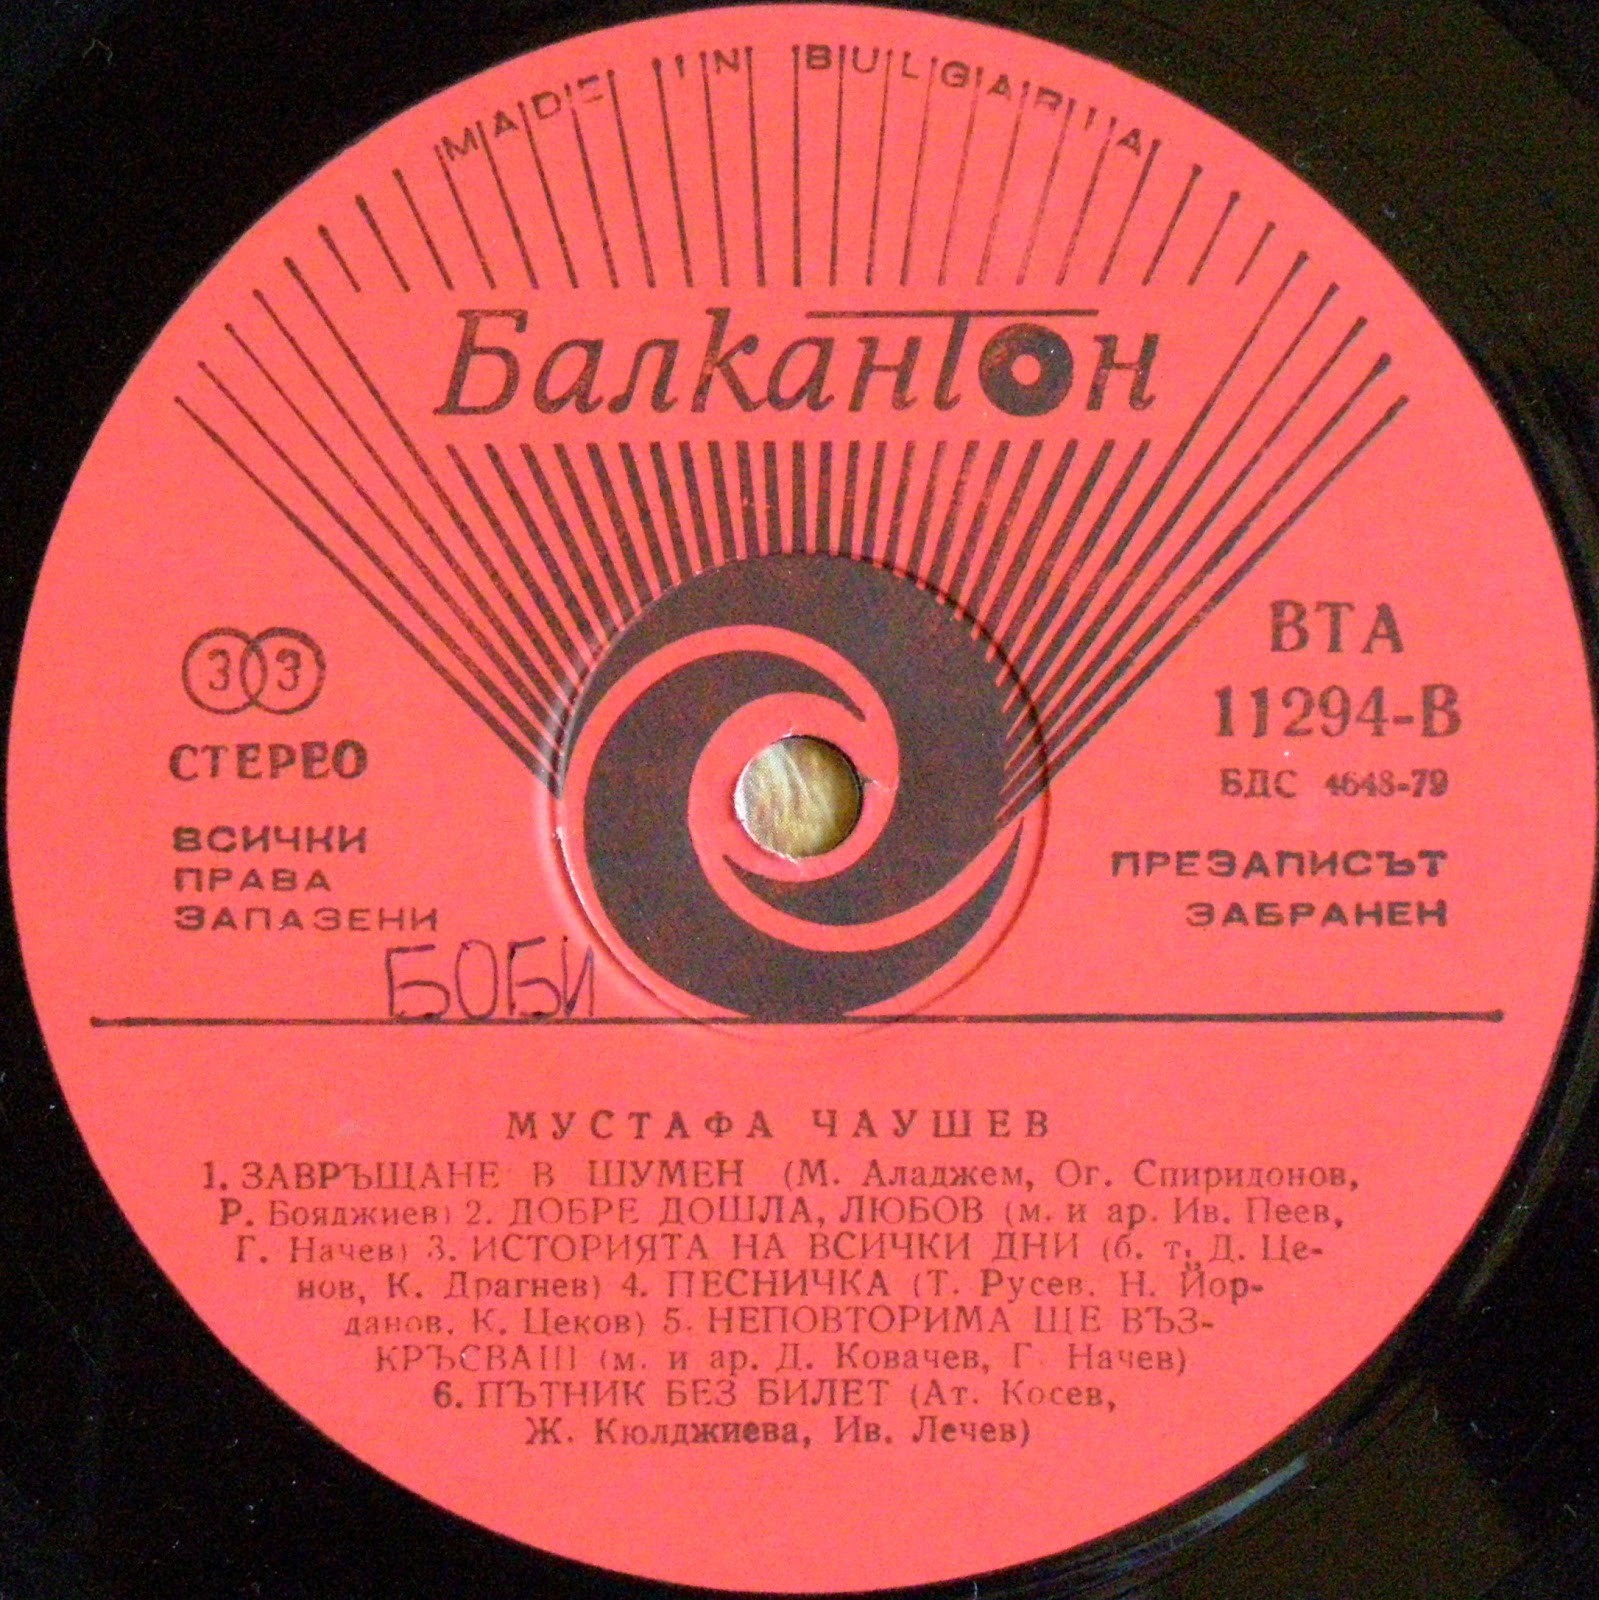 MADE IN BULGARIA
Балкантон
33
СТЕРЕО
ВСИЧКИ
ПРАВА
ЗАПАЗЕНИ
БОБИ
ВТА
11294-В
БДС 4648-79
ПРЕЗАПИСЪТ
ЗАБРАНЕН
МУСТАФА ЧАУШЕВ
1. ЗАВРЪЩАНЕ В ШУМЕН (М. Аладжем, Ог. Спиридонов,
Р. Бояджиев) 2. ДОБРЕ ДОШЛА, ЛЮБОВ (м. и ар. Ив. Пеев,
Г. Начев) 3. ИСТОРИЯТА НА ВСИЧКИ ДНИ (б. т., Д. Це-
нов, К. Драгнев) 4. ПЕСНИЧКА (Т. Русев. Н. Йор-
данов. К. Цеков) 5. НЕПОВТОРИМА ЩЕ ВЪЗ-
КРЪСВАШ (м. и ар. Д. Ковачев, Г. Начев)
6. ПЪТНИК БЕЗ БИЛЕТ (Ат. Косев,
Ж. Кюлджиева, Ив. Лечев)